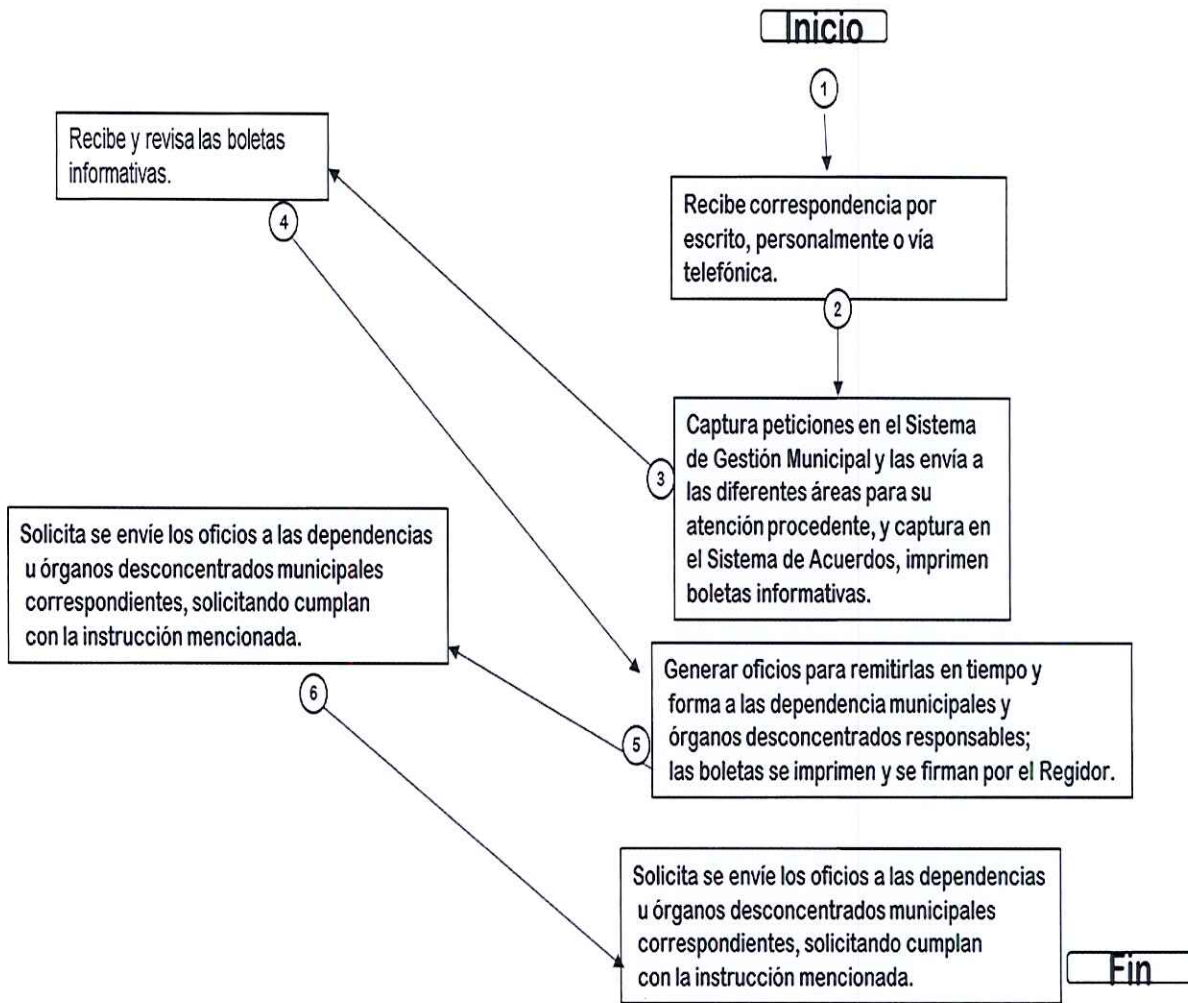 Inicio
1
Recibe correspondencia por
escrito, personalmente o vía
telefónica.
2
Captura peticiones en el Sistema
de Gestión Municipal y las envía a
las diferentes áreas para su
atención procedente, y captura en
el Sistema de Acuerdos, imprimen
boletas informativas.
3
Recibe y revisa las boletas
informativas.
4
Generar oficios para remitirlas en tiempo y
forma a las dependencia municipales y
órganos desconcentrados responsables;
las boletas se imprimen y se firman por el Regidor.
5
Solicita se envíe los oficios a las dependencias
u órganos desconcentrados municipales
correspondientes, solicitando cumplan
con la instrucción mencionada.
6
Solicita se envíe los oficios a las dependencias
u órganos desconcentrados municipales
correspondientes, solicitando cumplan
con la instrucción mencionada.
Fin